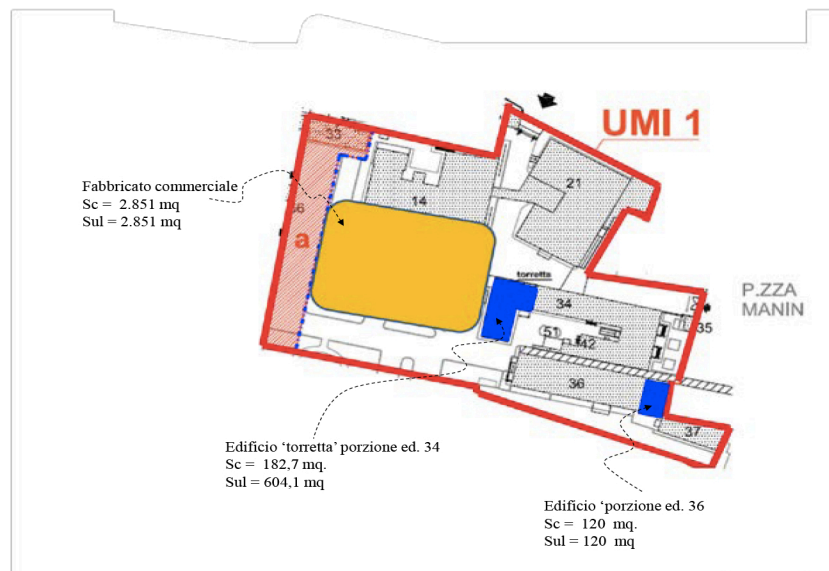 UMI 1
33
21
Fabbricato commerciale
Sc = 2.851 mq
Sul = 2.851 mq
14
a
torretta
P.ZZA
MANIN
34
35
51
42
36
37
Edificio ‘torretta’ porzione ed. 34
Sc = 182,7 mq.
Sul = 604,1 mq
Edificio ‘porzione ed. 36
Sc = 120 mq.
Sul = 120 mq